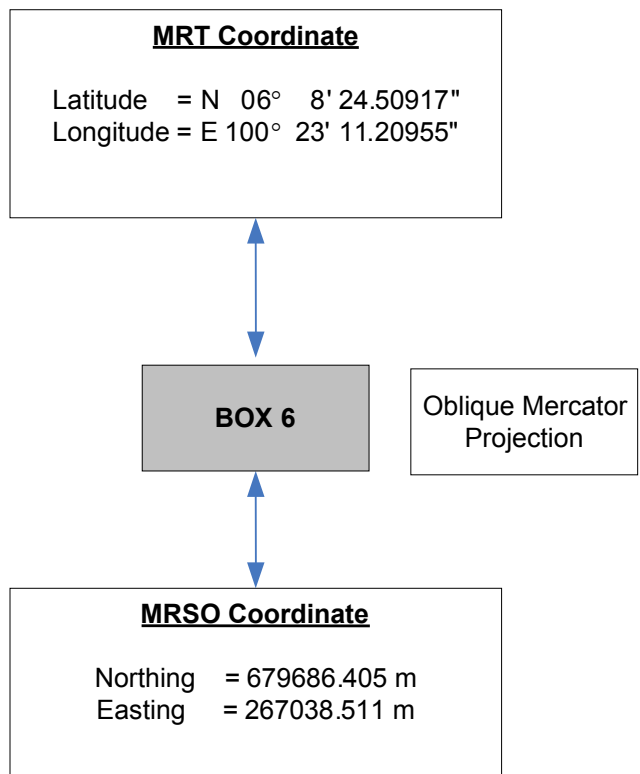 MRT Coordinate
Latitude = N 06° 8' 24.50917"
Longitude = E 100° 23' 11.20955"
BOX 6
Oblique Mercator
Projection
MRSO Coordinate
Northing = 679686.405 m
Easting = 267038.511 m